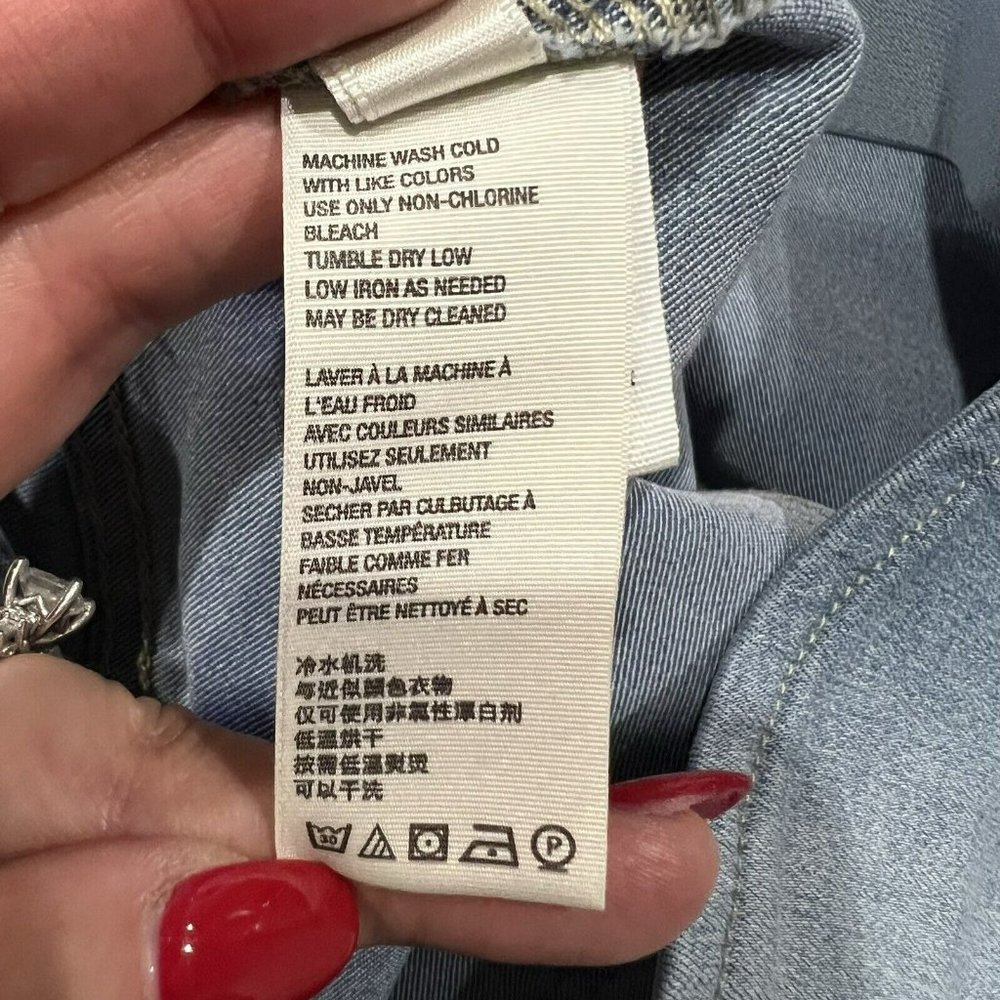 MACHINE WASH COLD
WITH LIKE COLORS
USE ONLY NON-CHLORINE
BLEACH
TUMBLE DRY LOW
LOW IRON AS NEEDED
MAY BE DRY CLEANED
LAVER À LA MACHINE À
L'EAU FROID
AVEC COULEURS SIMILAIRES
UTILISEZ SEULEMENT
NON-JAVEL
SECHER PAR CULBUTAGE À
BASSE TEMPÉRATURE
FAIBLE COMME FER
NÉCESSAIRES
PEUT ÊTRE NETTOYÉ À SEC
冷水机洗
与近似顏色衣物
仅可使用非氯性漂白剂
低溫烘干
按需低溫熨烫
可以干洗
30 P